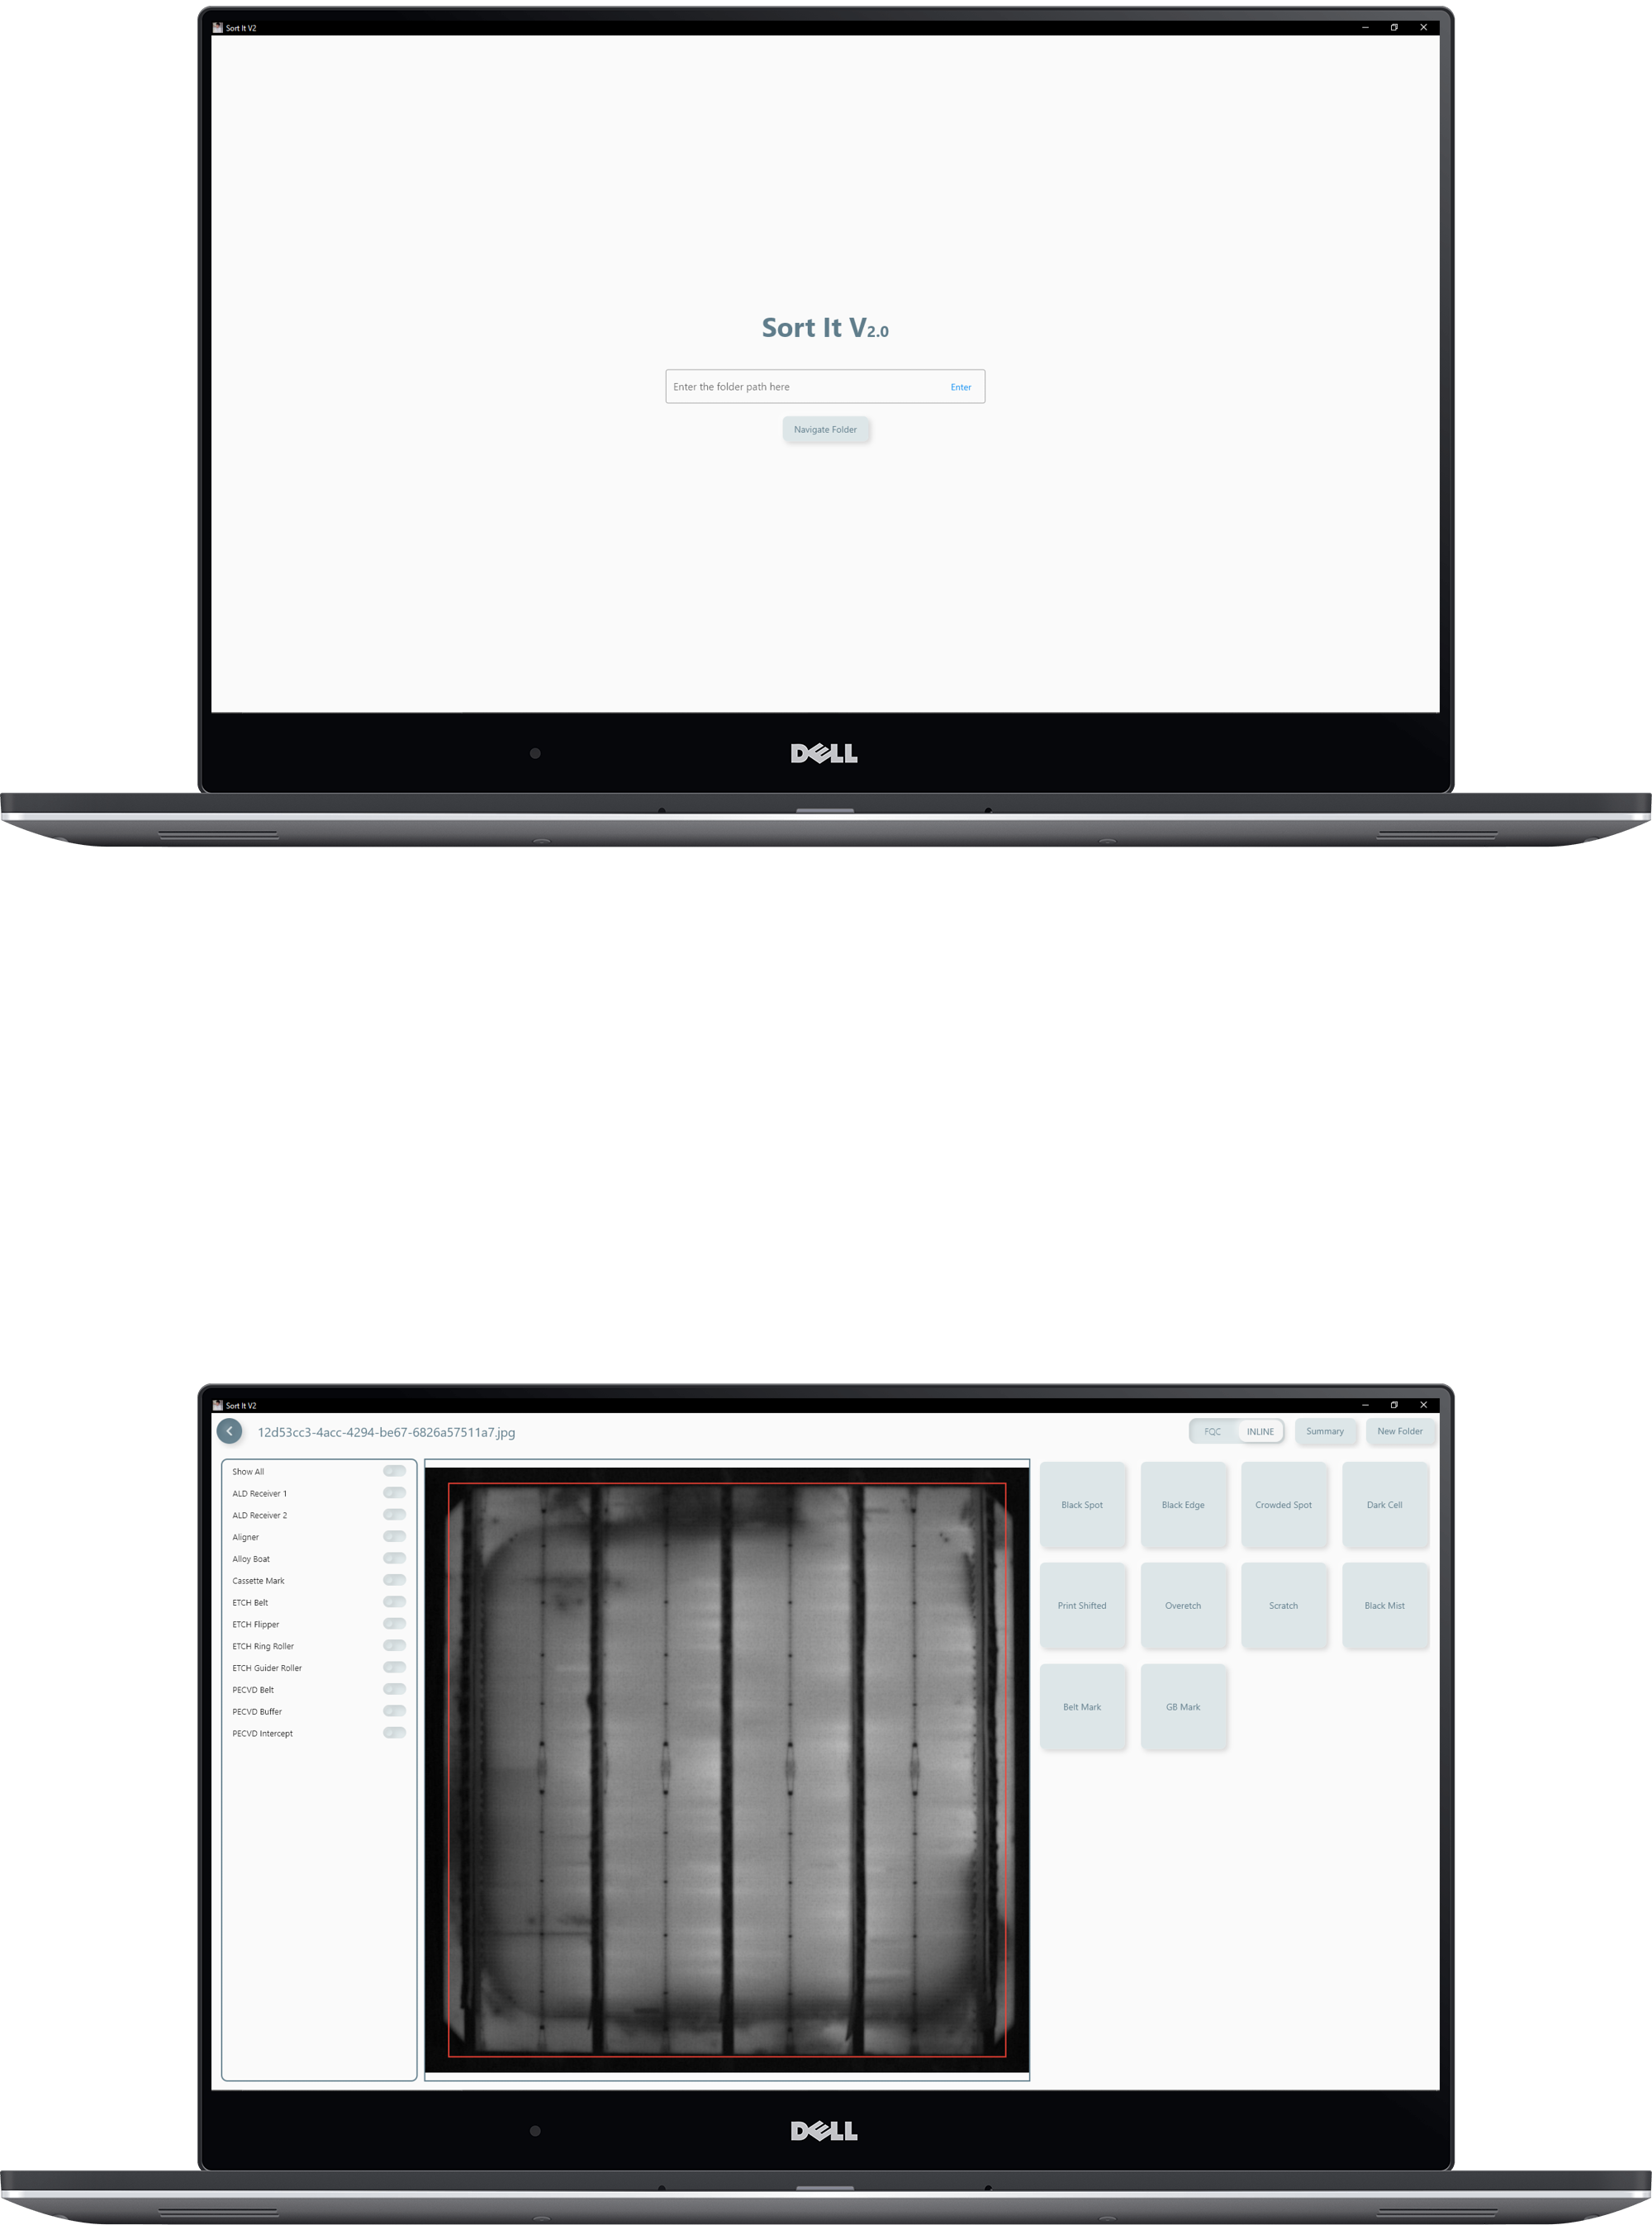 Sort It V2
Sort It V2.0
Enter the folder path here Enter
Navigate Folder
DELL
Sort It V2
12d53cc3-4acc-4294-be67-6826a57511a7.jpg FQC INLINE Summary New Folder
Show All
ALD Receiver 1
ALD Receiver 2
Aligner
Alloy Boat
Cassette Mark
ETCH Belt
ETCH Flipper
ETCH Ring Roller
ETCH Guider Roller
PECVD Belt
PECVD Buffer
PECVD Intercept
Black Spot Black Edge Crowded Spot Dark Cell
Print Shifted Overetch Scratch Black Mist
Belt Mark GB Mark
DELL